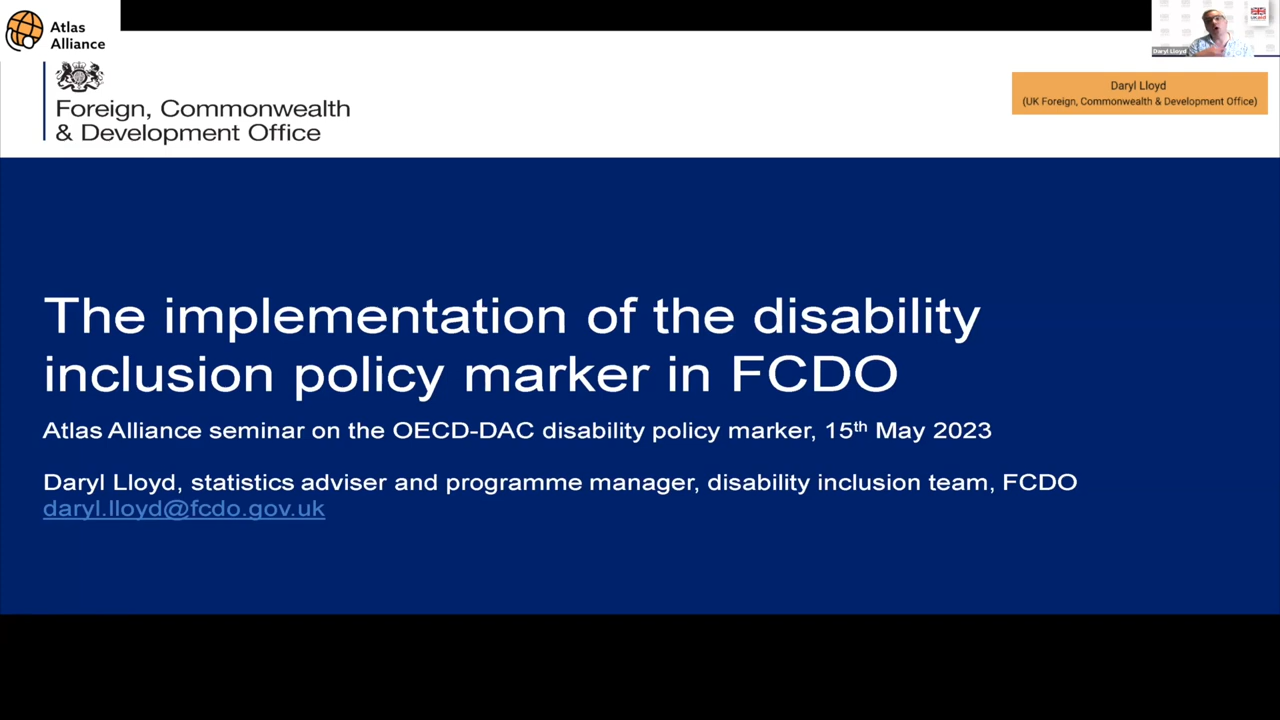 Atlas
Alliance
Foreign, Commonwealth
& Development Office
Daryl Lloyd
Daryl Lloyd
(UK Foreign, Commonwealth & Development Office)
The implementation of the disability
inclusion policy marker in FCDO
Atlas Alliance seminar on the OECD-DAC disability policy marker, 15th May 2023
Daryl Lloyd, statistics adviser and programme manager, disability inclusion team, FCDO
daryl.lloyd@fcdo.gov.uk